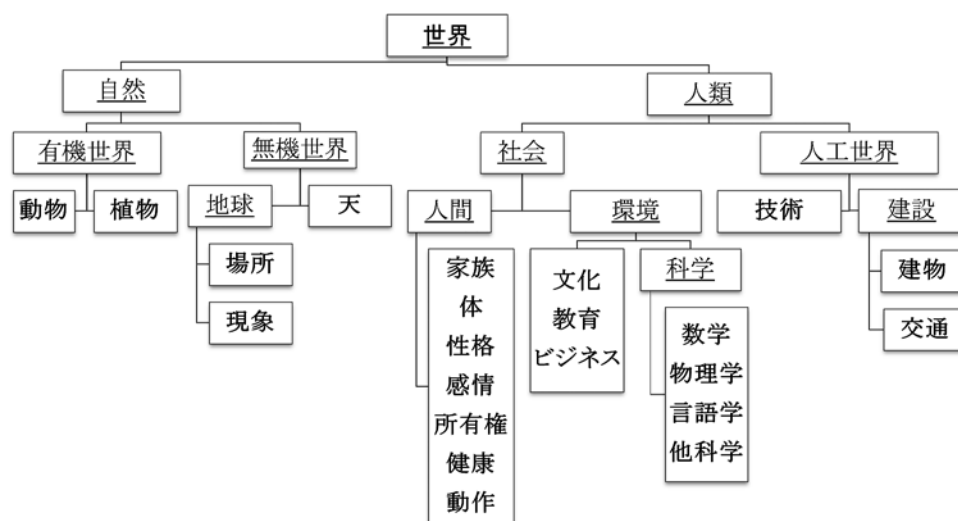 世界
自然
人類
有機世界
無機世界
社会
人工世界
動物
植物
地球
天
人間
環境
技術
建設
場所
現象
家族
体
性格
感情
所有権
健康
動作
文化
教育
ビジネス
科学
数学
物理学
言語学
他科学
建物
交通